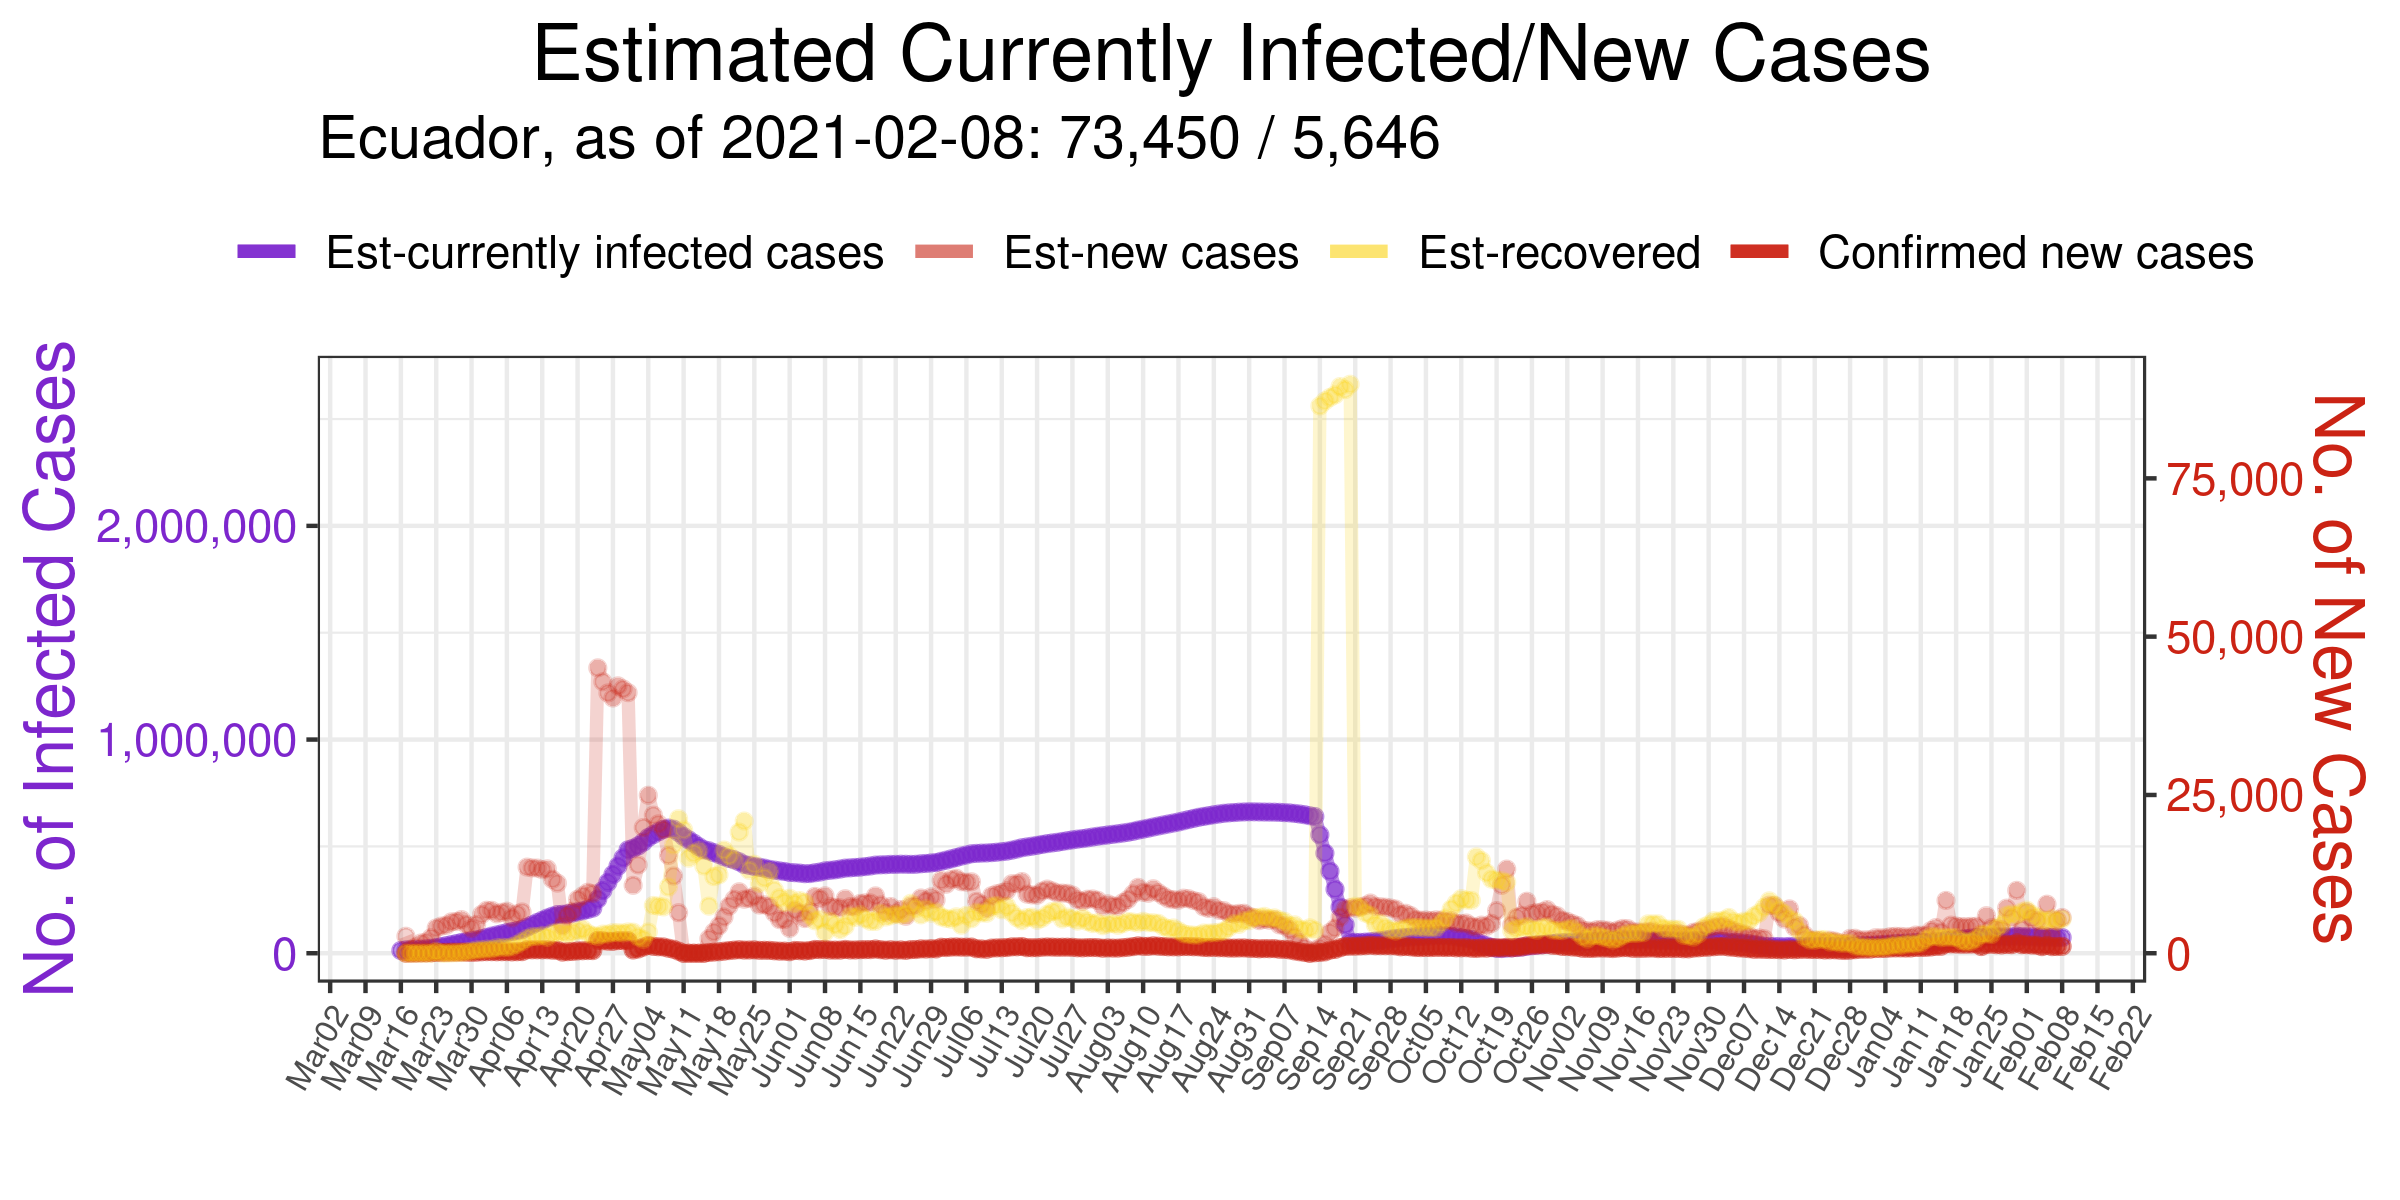 Estimated Currently Infected/New Cases
Ecuador, as of 2021-02-08: 73,450 / 5,646
Est-currently infected cases Est-new cases Est-recovered Confirmed new cases
No. of Infected Cases
2,000,000
1,000,000
0
75,000
50,000
25,000
0
No. of New Cases
Mar02 Mar09 Mar16 Mar23 Mar30 Apr06 Apr13 Apr20 Apr27 May04 May11 May18 May25 Jun01 Jun08 Jun15 Jun22 Jun29 Jul06 Jul13 Jul20 Jul27 Aug03 Aug10 Aug17 Aug24 Aug31 Sep07 Sep14 Sep21 Sep28 Oct05 Oct12 Oct19 Oct26 Nov02 Nov09 Nov16 Nov23 Nov30 Dec07 Dec14 Dec21 Dec28 Jan04 Jan11 Jan18 Jan25 Feb01 Feb08 Feb15 Feb22